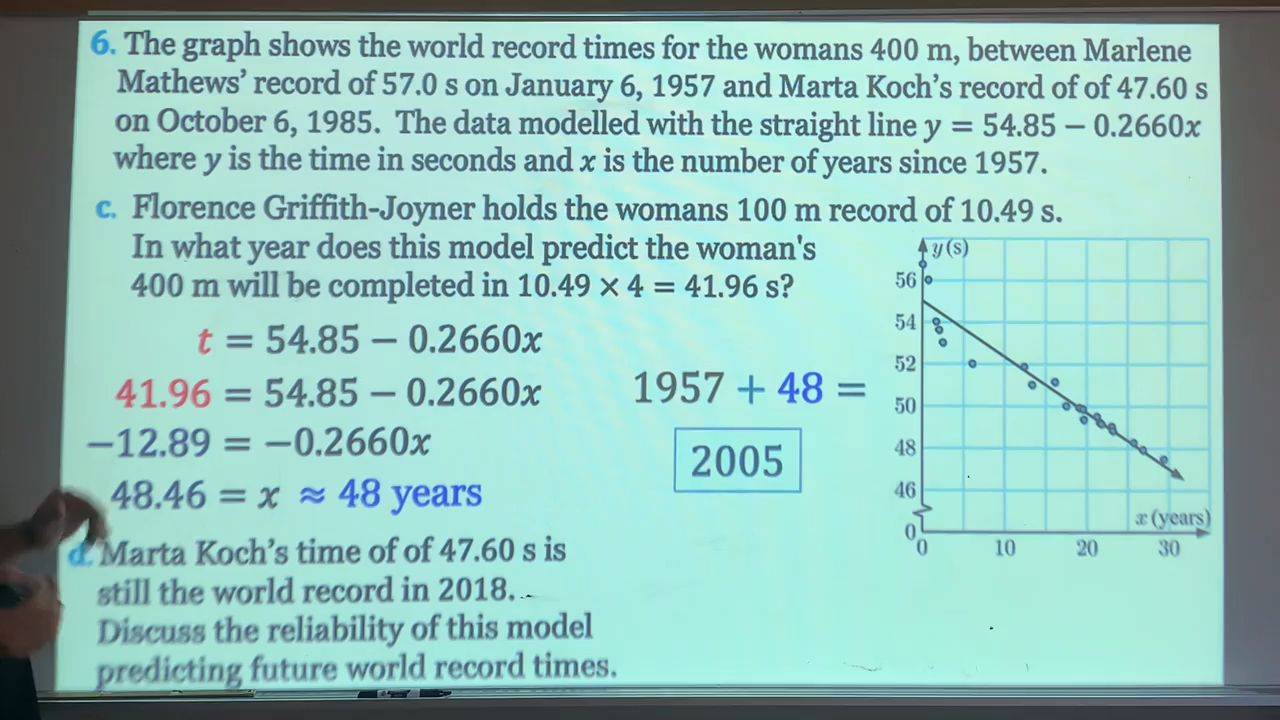 6. The graph shows the world record times for the womans 400 m, between Marlene
Mathews' record of 57.0 s on January 6, 1957 and Marta Koch's record of of 47.60 s
on October 6, 1985. The data modelled with the straight line y = 54.85 − 0.2660x
where y is the time in seconds and x is the number of years since 1957.
c. Florence Griffith-Joyner holds the womans 100 m record of 10.49 s.
In what year does this model predict the woman's
400 m will be completed in 10.49 × 4 = 41.96 s?
t = 54.85 − 0.2660x
41.96 = 54.85 − 0.2660x
−12.89 = −0.2660x
48.46 = x ≈ 48 years
1957 + 48 =
2005
y (s)
56
54
52
50
48
46
0
x (years)
0 10 20 30
d. Marta Koch's time of of 47.60 s is
still the world record in 2018.
Discuss the reliability of this model
predicting future world record times.